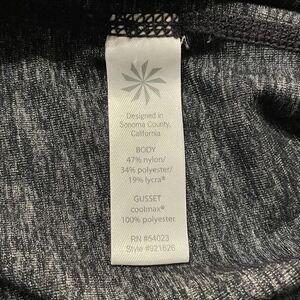 Designed in
Sonoma County,
California
BODY
47% nylon/
34% polyester/
19% lycra®
GUSSET
coolmax®
100% polyester
RN #54023
Style #921626